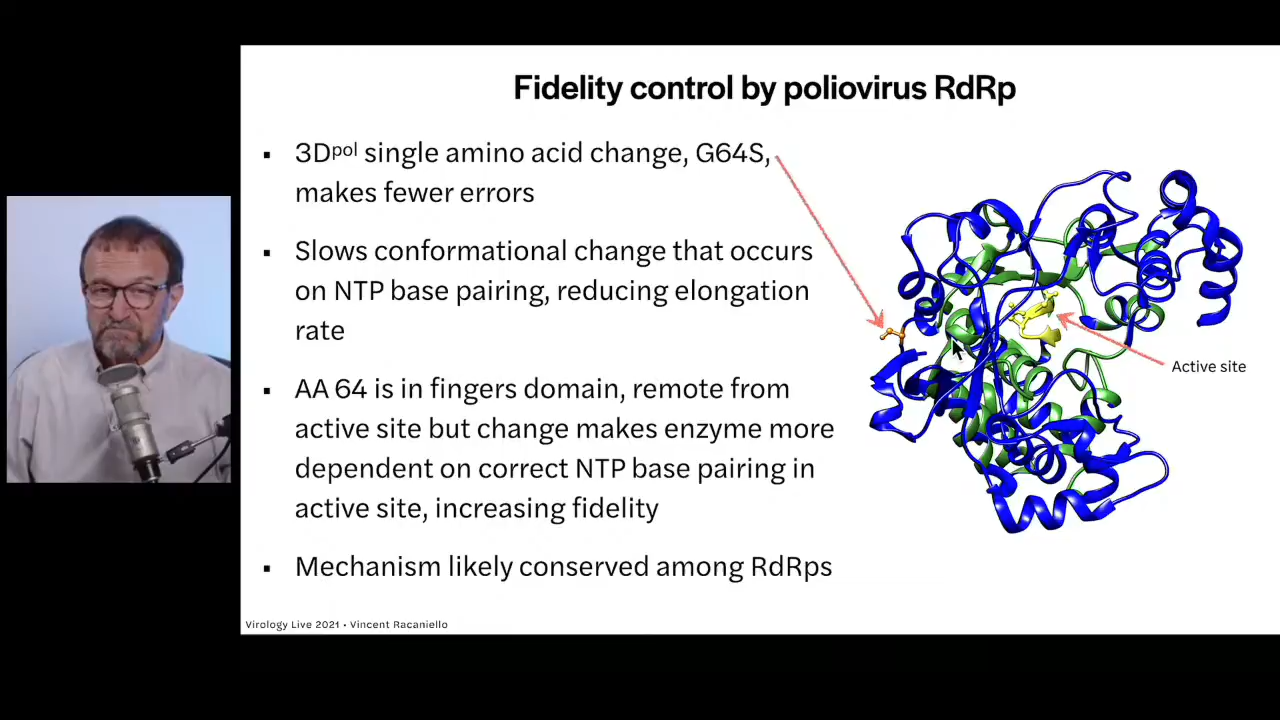 Fidelity control by poliovirus RdRp
▪ 3Dpol single amino acid change, G64S,
makes fewer errors
▪ Slows conformational change that occurs
on NTP base pairing, reducing elongation
rate
▪ AA 64 is in fingers domain, remote from
active site but change makes enzyme more
dependent on correct NTP base pairing in
active site, increasing fidelity
▪ Mechanism likely conserved among RdRps
Active site
Virology Live 2021 • Vincent Racaniello